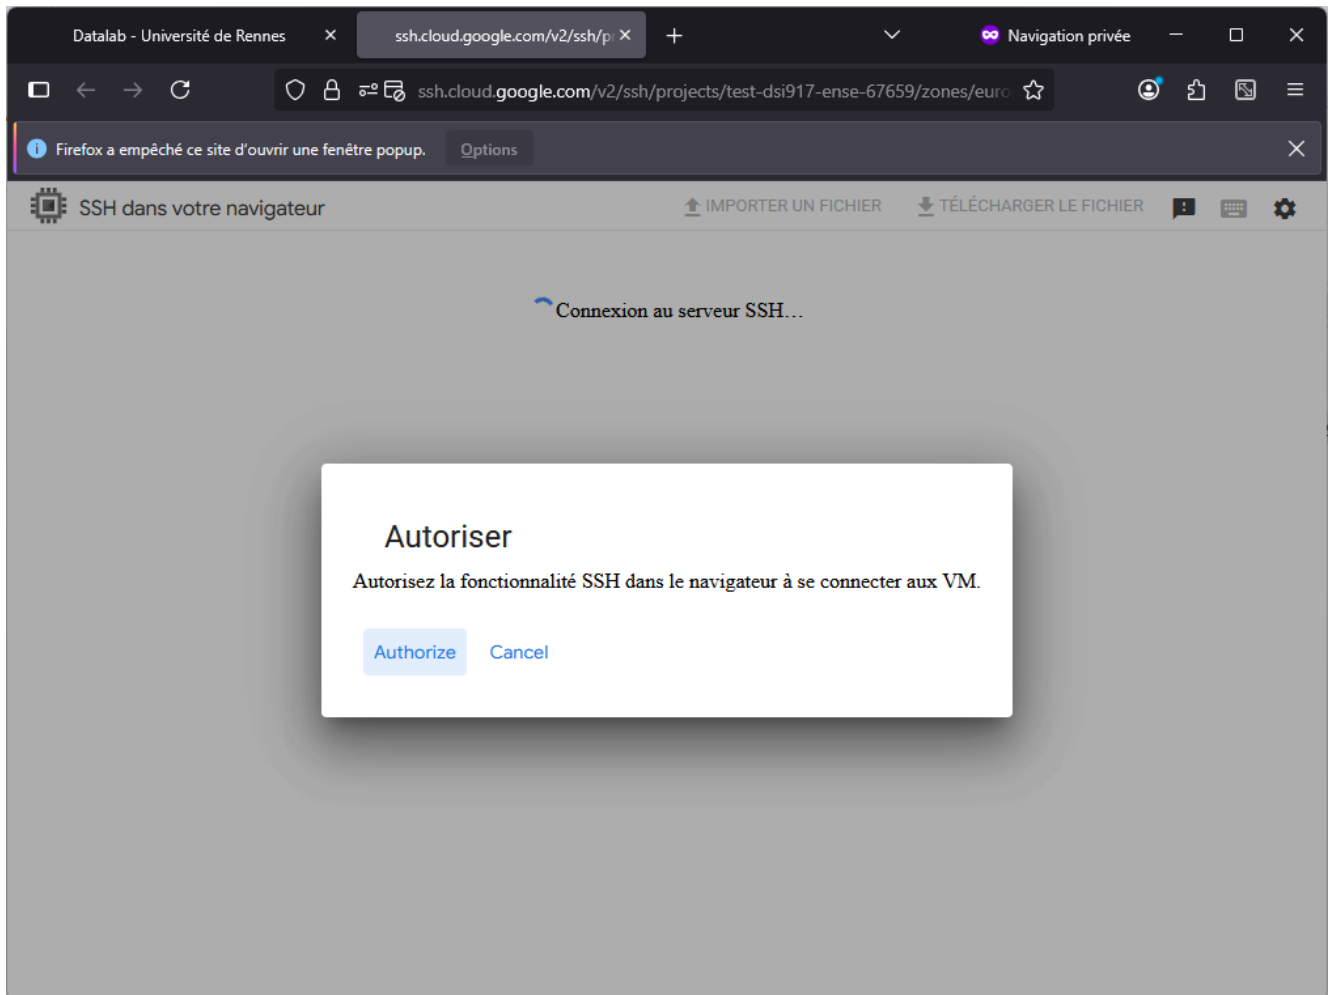 Datalab - Université de Rennes
ssh.cloud.google.com/v2/ssh/p
Navigation privée
ssh.cloud.google.com/v2/ssh/projects/test-dsi917-ense-67659/zones/euro
Firefox a empêché ce site d'ouvrir une fenêtre popup. Options
SSH dans votre navigateur
IMPORTER UN FICHIER
TÉLÉCHARGER LE FICHIER
Connexion au serveur SSH…
Autoriser
Autorisez la fonctionnalité SSH dans le navigateur à se connecter aux VM.
Authorize Cancel